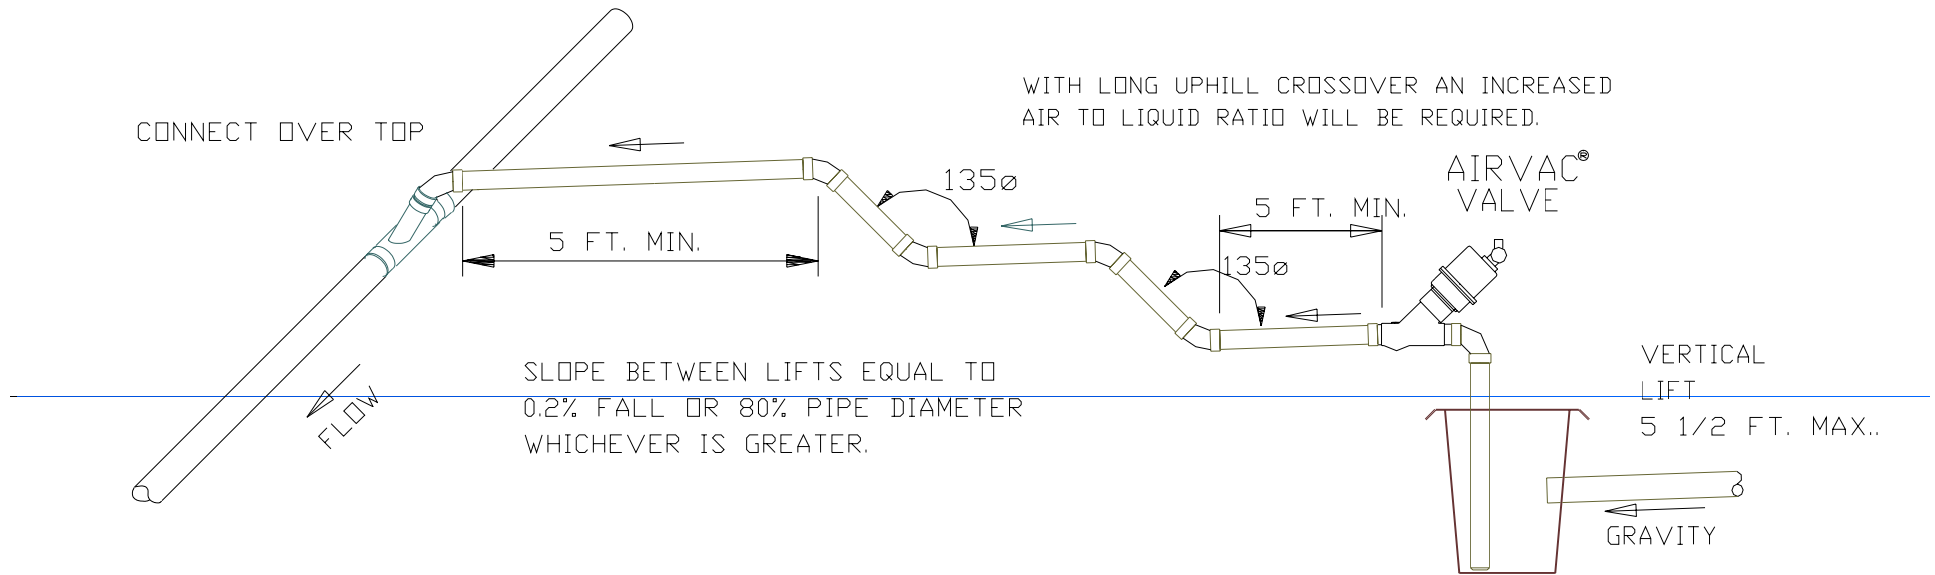 WITH LONG UPHILL CROSSOVER AN INCREASED
AIR TO LIQUID RATIO WILL BE REQUIRED.
CONNECT OVER TOP
AIRVAC®
VALVE
135ø
5 FT. MIN.
5 FT. MIN.
135ø
SLOPE BETWEEN LIFTS EQUAL TO
0.2% FALL OR 80% PIPE DIAMETER
WHICHEVER IS GREATER.
FLOW
VERTICAL
LIFT
5 1/2 FT. MAX..
GRAVITY